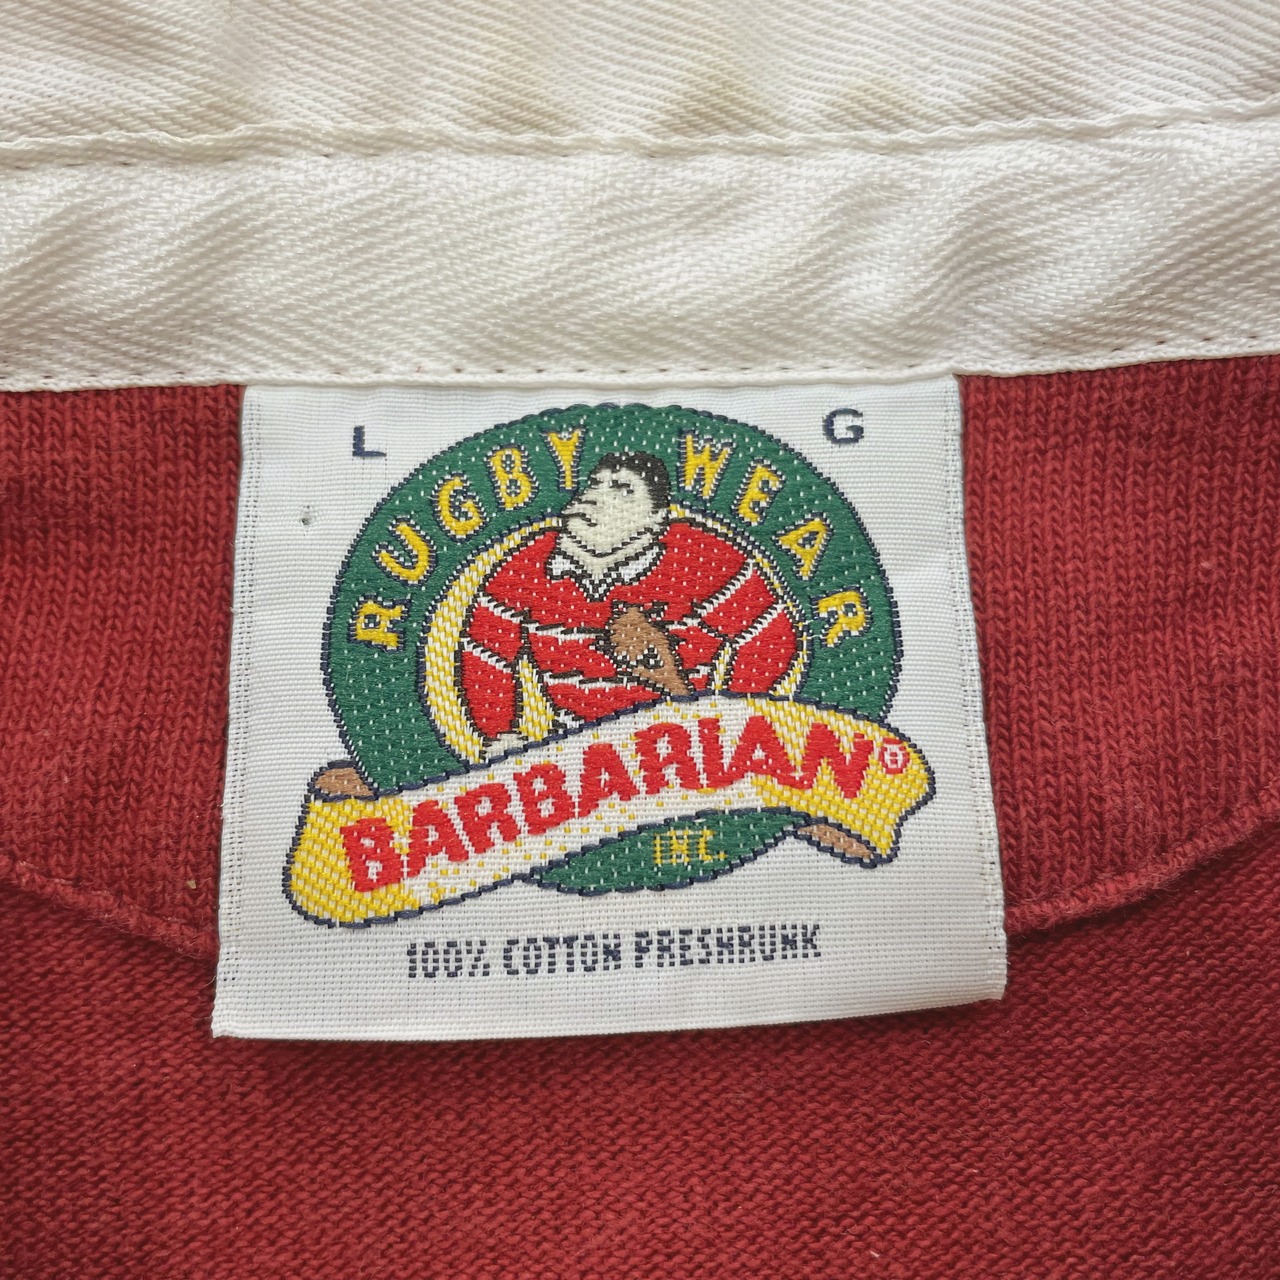 L G
RUGBY WEAR
BARBARIAN®
INC.
100% COTTON PRESHRUNK